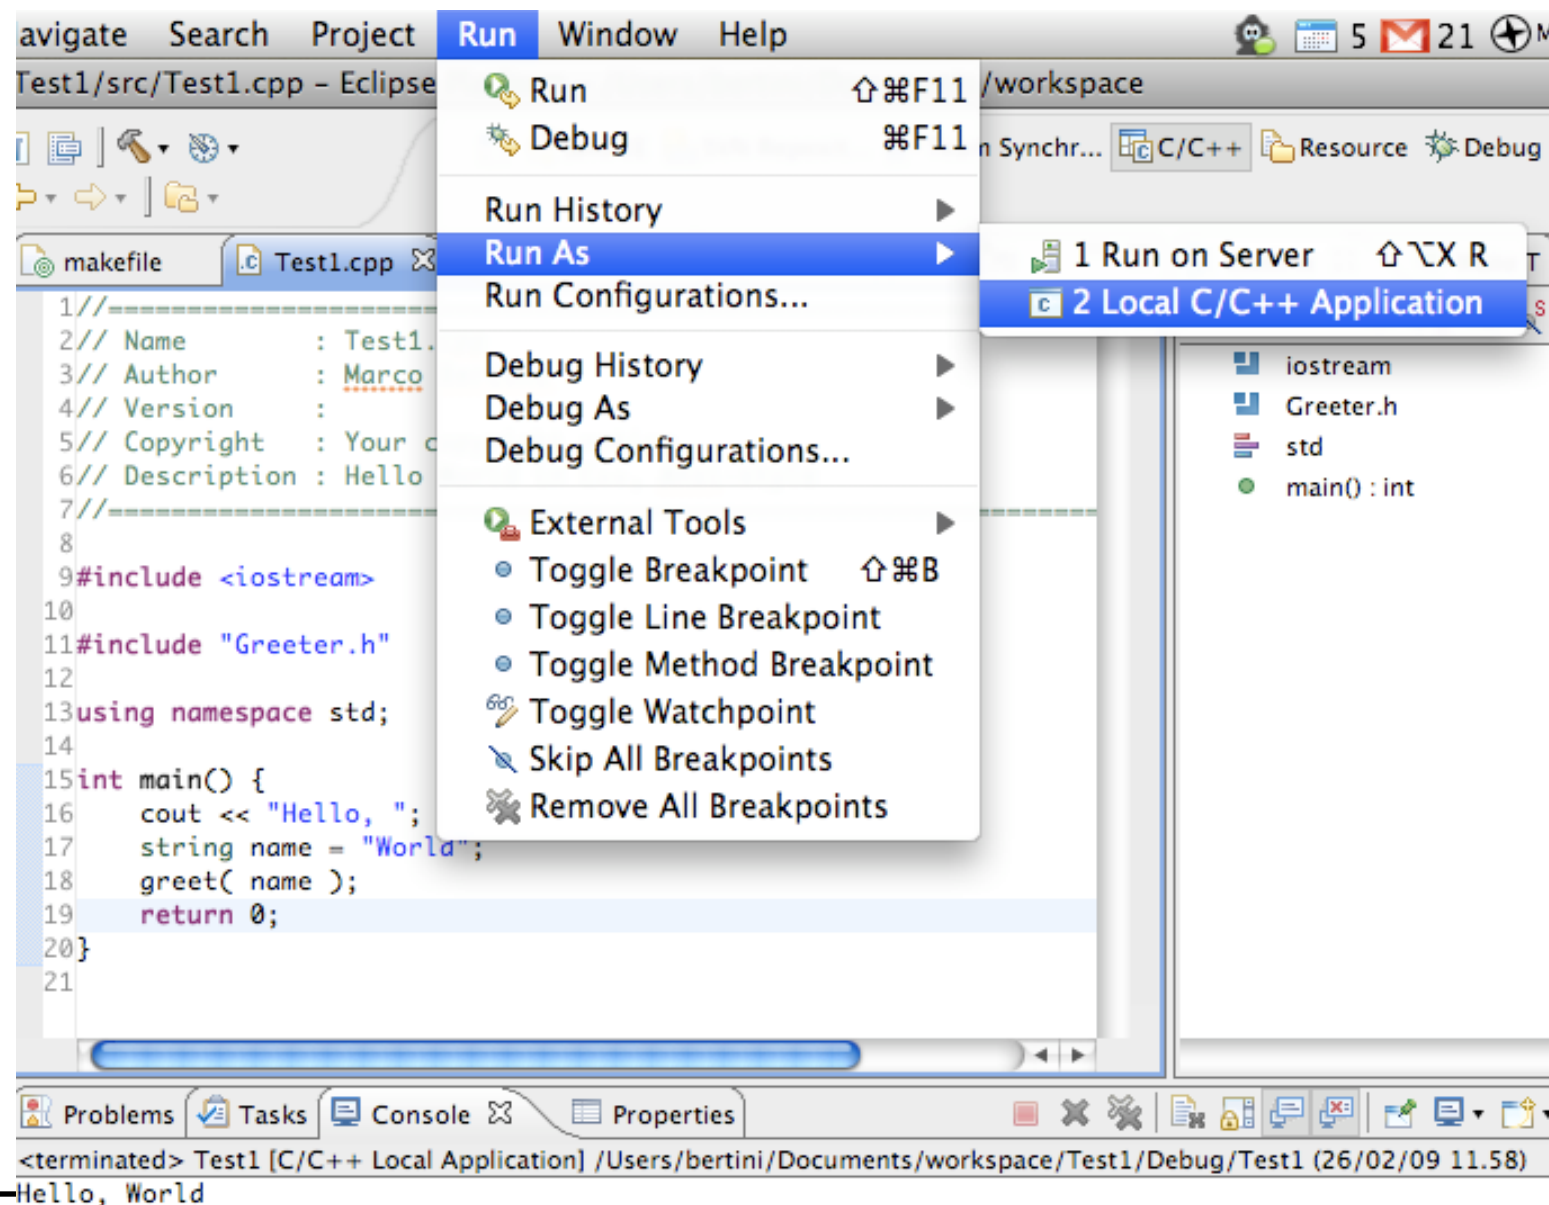 avigate Search Project Run Window Help 5 21
Test1/src/Test1.cpp – Eclipse /workspace
Run ⇧⌘F11
Debug ⌘F11
Synchr... C/C++ Resource Debug
Run History
Run As
Run Configurations...
1 Run on Server ⇧⌥X R
2 Local C/C++ Application
Debug History
Debug As
Debug Configurations...
External Tools
Toggle Breakpoint ⇧⌘B
Toggle Line Breakpoint
Toggle Method Breakpoint
Toggle Watchpoint
Skip All Breakpoints
Remove All Breakpoints
makefile Test1.cpp
1//=====================
2// Name : Test1.
3// Author : Marco
4// Version :
5// Copyright : Your c
6// Description : Hello
7//=====================
8
9#include <iostream>
10
11#include "Greeter.h"
12
13using namespace std;
14
15int main() {
16 cout << "Hello, ";
17 string name = "World";
18 greet( name );
19 return 0;
20}
21
iostream
Greeter.h
std
main() : int
Problems Tasks Console Properties
<terminated> Test1 [C/C++ Local Application] /Users/bertini/Documents/workspace/Test1/Debug/Test1 (26/02/09 11.58)
Hello, World